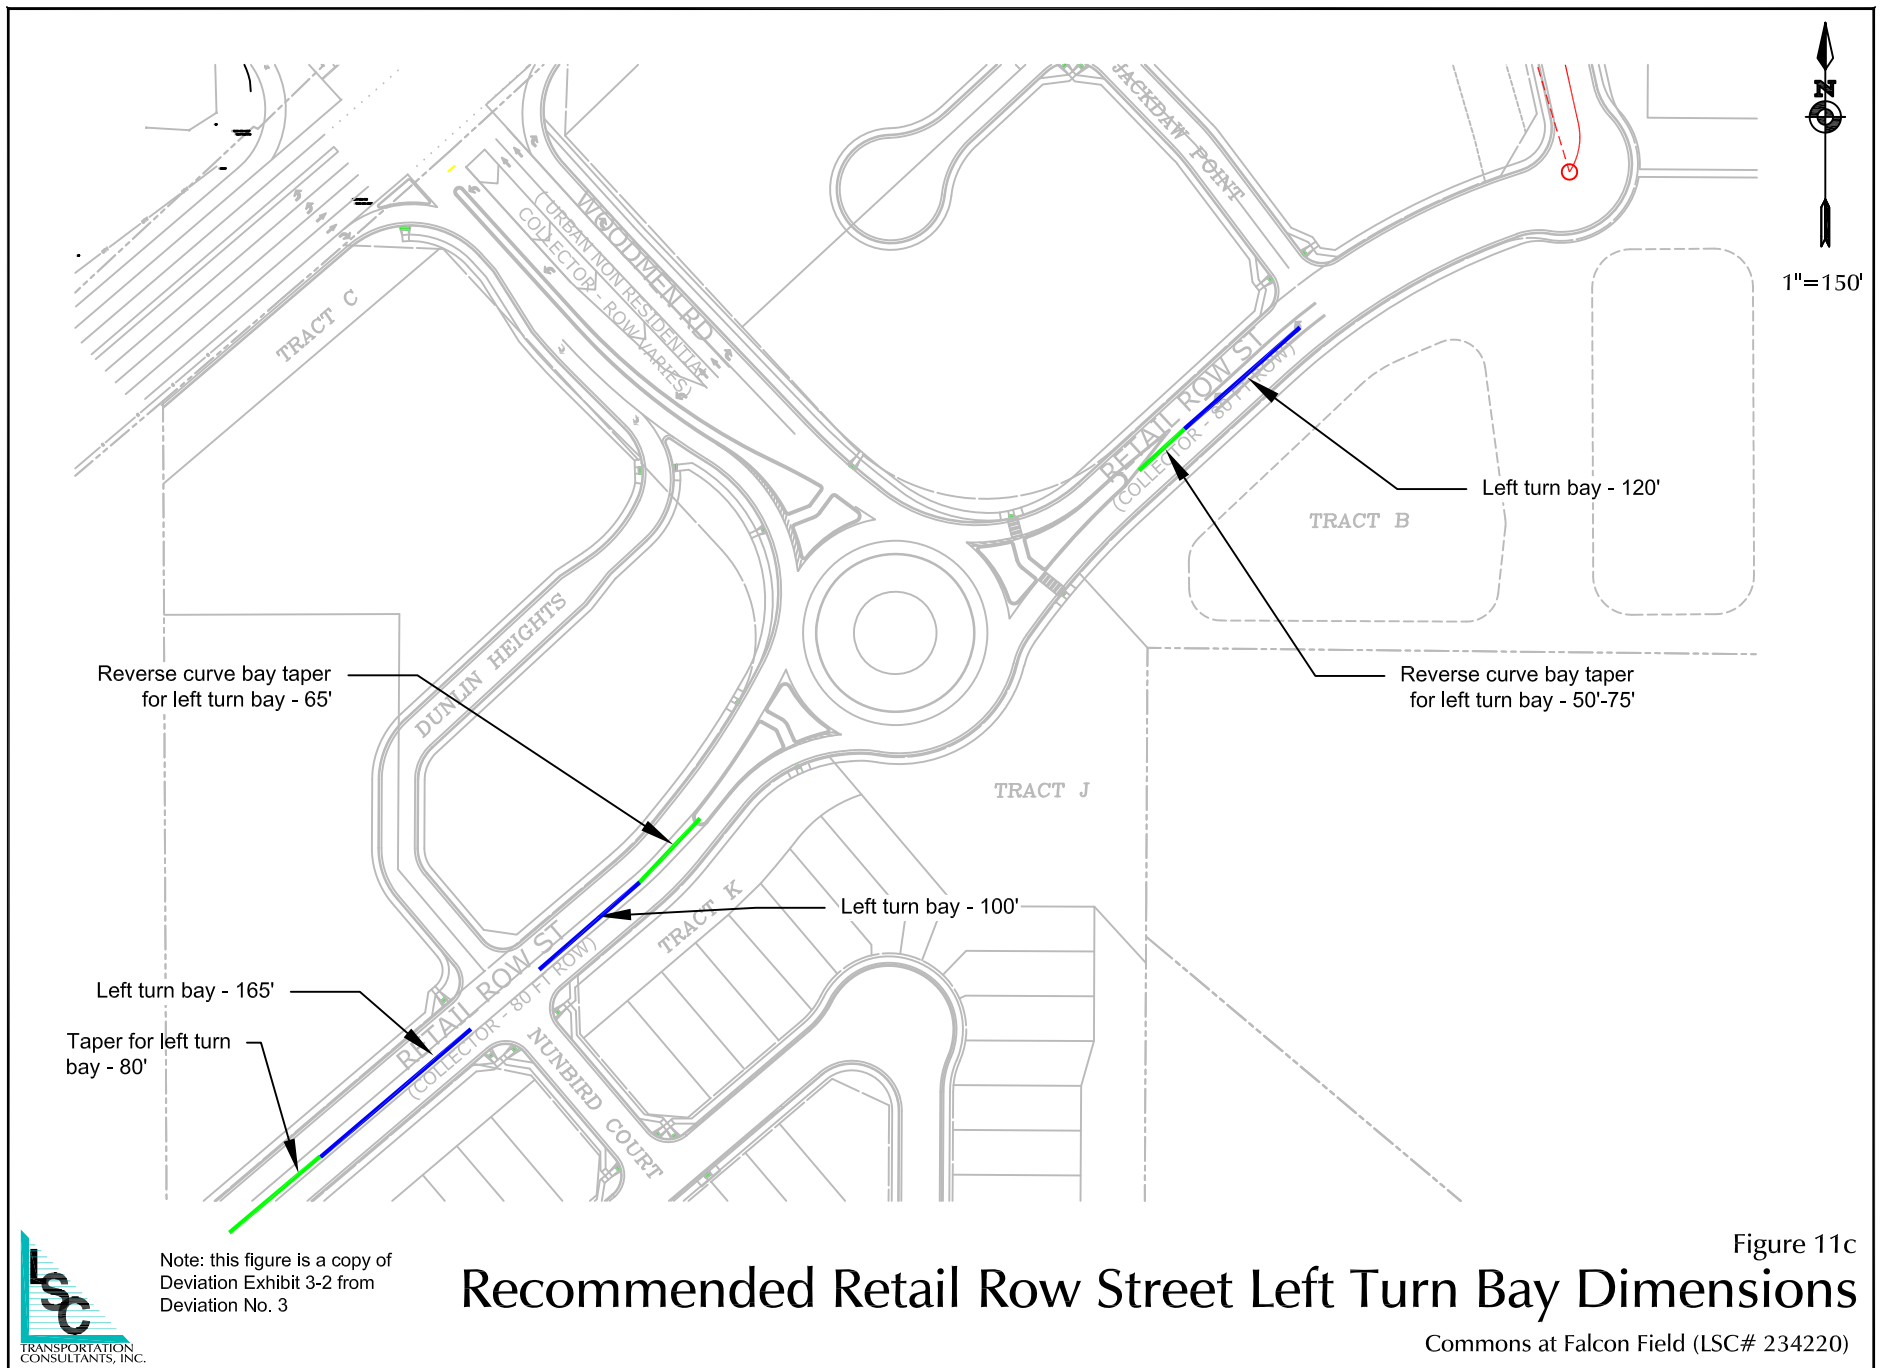 JACKDAW POINT
N
1"=150'
WOODMEN RD
(URBAN NON RESIDENTIAL
COLLECTOR - ROW VARIES)
TRACT C
RETAIL ROW ST
(COLLECTOR - 80 FT ROW)
Left turn bay - 120'
TRACT B
DUNLIN HEIGHTS
Reverse curve bay taper
for left turn bay - 65'
Reverse curve bay taper
for left turn bay - 50'-75'
TRACT J
TRACT K
Left turn bay - 100'
RETAIL ROW ST
(COLLECTOR - 80 FT ROW)
Left turn bay - 165'
Taper for left turn
bay - 80'
NUNBIRD COURT
Note: this figure is a copy of
Deviation Exhibit 3-2 from
Deviation No. 3
Figure 11c
Recommended Retail Row Street Left Turn Bay Dimensions
Commons at Falcon Field (LSC# 234220)
LSC
TRANSPORTATION
CONSULTANTS, INC.